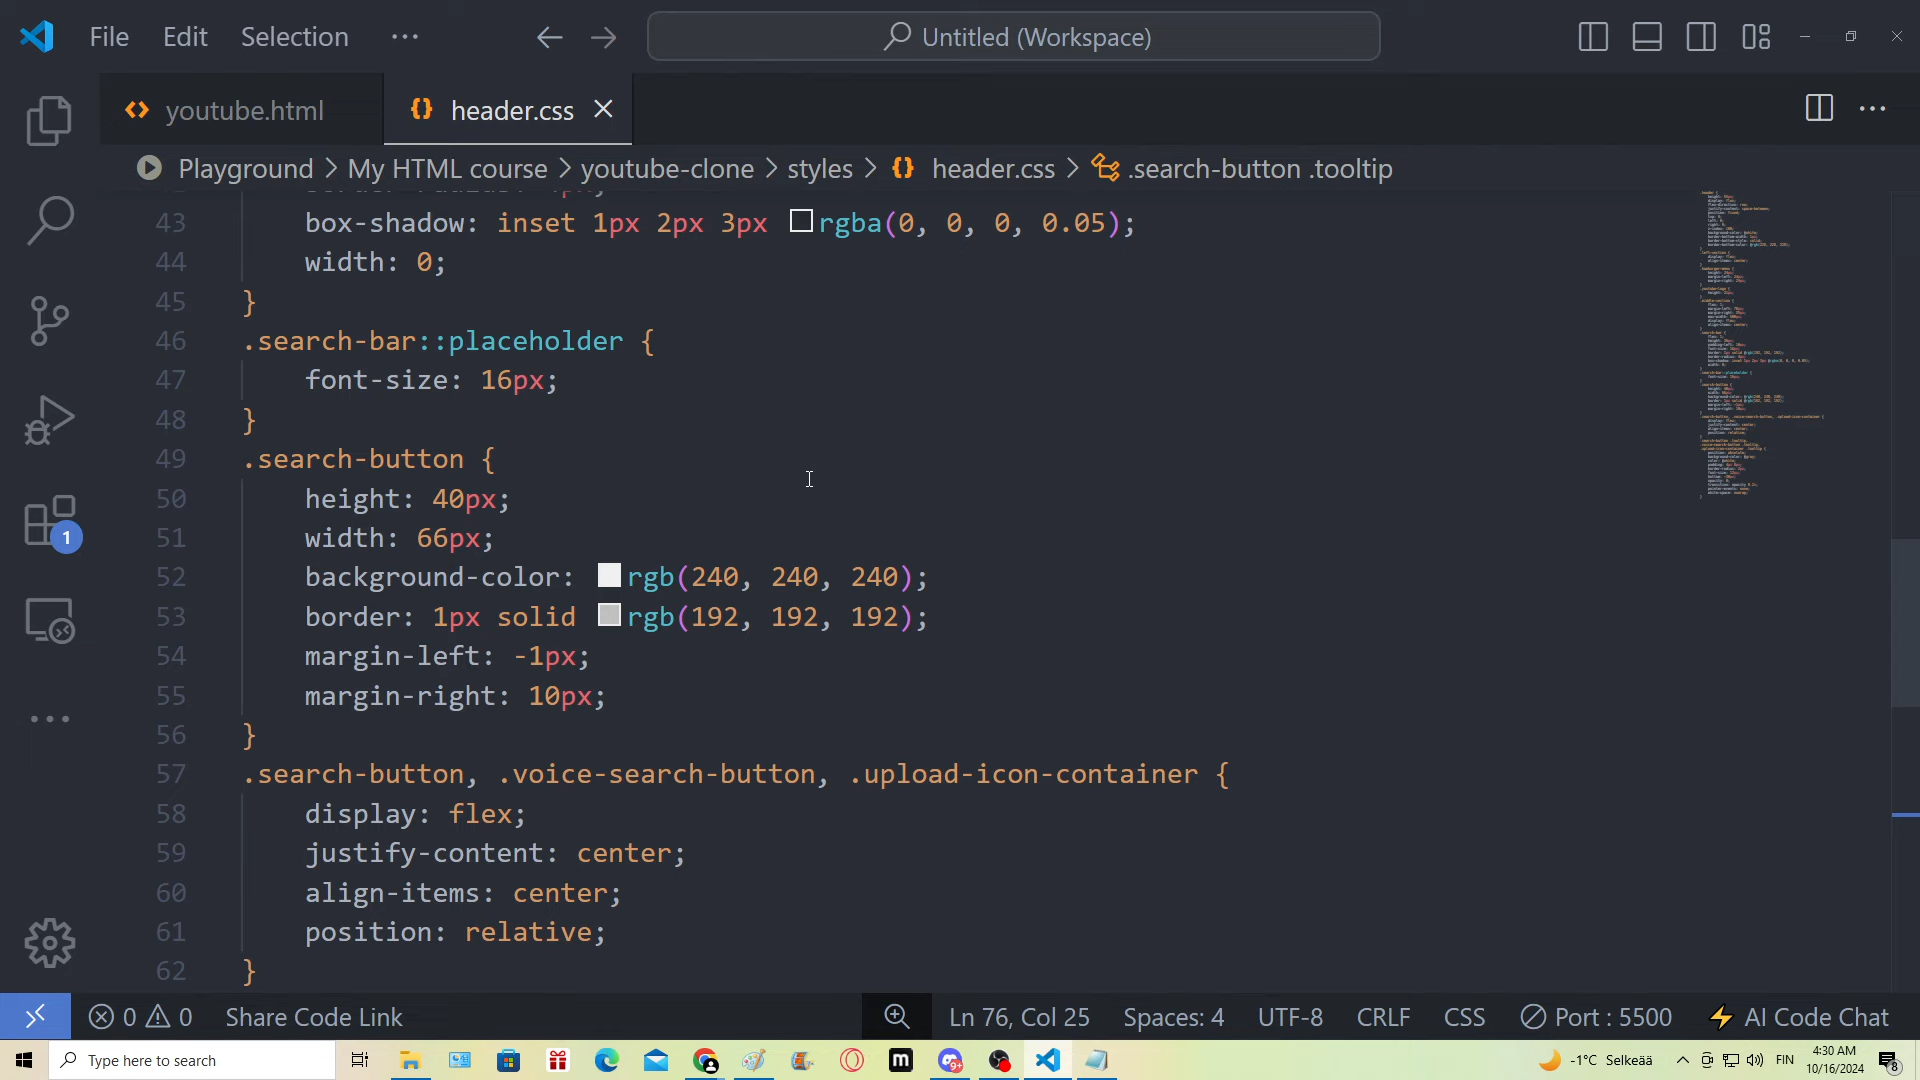 File Edit Selection ··· Untitled (Workspace)
youtube.html header.css
Playground > My HTML course > youtube-clone > styles > {} header.css > .search-button .tooltip
43 box-shadow: inset 1px 2px 3px rgba(0, 0, 0, 0.05);
44 width: 0;
45 }
46 .search-bar::placeholder {
47 font-size: 16px;
48 }
49 .search-button {
50 height: 40px;
51 width: 66px;
52 background-color: rgb(240, 240, 240);
53 border: 1px solid rgb(192, 192, 192);
54 margin-left: -1px;
55 margin-right: 10px;
56 }
57 .search-button, .voice-search-button, .upload-icon-container {
58 display: flex;
59 justify-content: center;
60 align-items: center;
61 position: relative;
62 }
1
0 0 Share Code Link Ln 76, Col 25 Spaces: 4 UTF-8 CRLF CSS Port : 5500 AI Code Chat
Type here to search 9+ -1°C Selkeää FIN 4:30 AM
10/16/2024 8